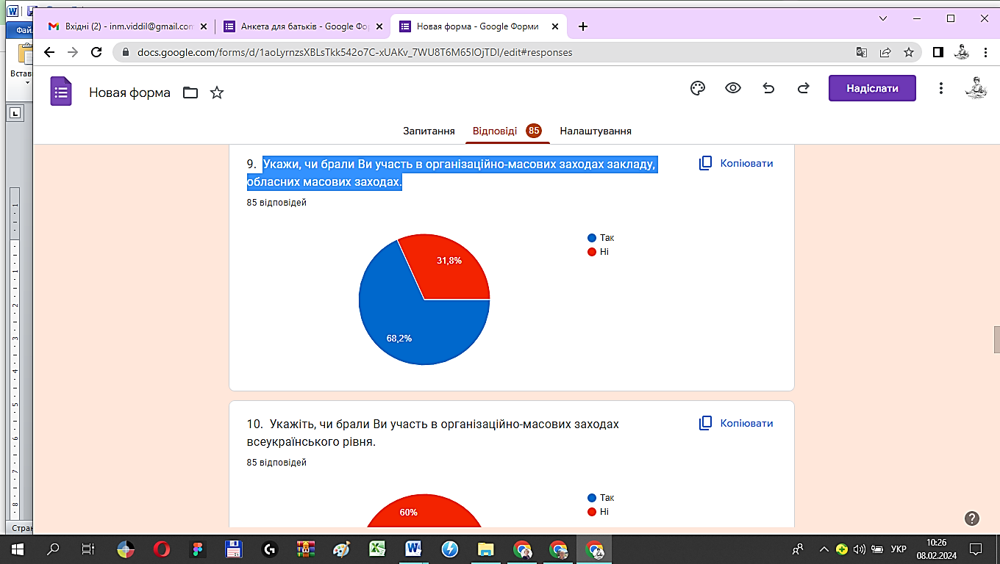 Файл
Вхідні (2) - inm.viddil@gmail.con
Анкета для батьків - Google Фор
Новая форма - Google Форми
docs.google.com/forms/d/1aoLyrnzsXBLsTkk542o7C-xUAKv_7WU8T6M65lOjTDI/edit#responses
Встав
Новая форма
Надіслати
Запитання
Відповіді 85
Налаштування
9. Укажи, чи брали Ви участь в організаційно-масових заходах закладу,
обласних масових заходах.
Копіювати
85 відповідей
Так
Ні
31,8%
68,2%
10. Укажіть, чи брали Ви участь в організаційно-масових заходах
всеукраїнського рівня.
Копіювати
85 відповідей
Так
Ні
60%
Стран
УКР
10:26
08.02.2024